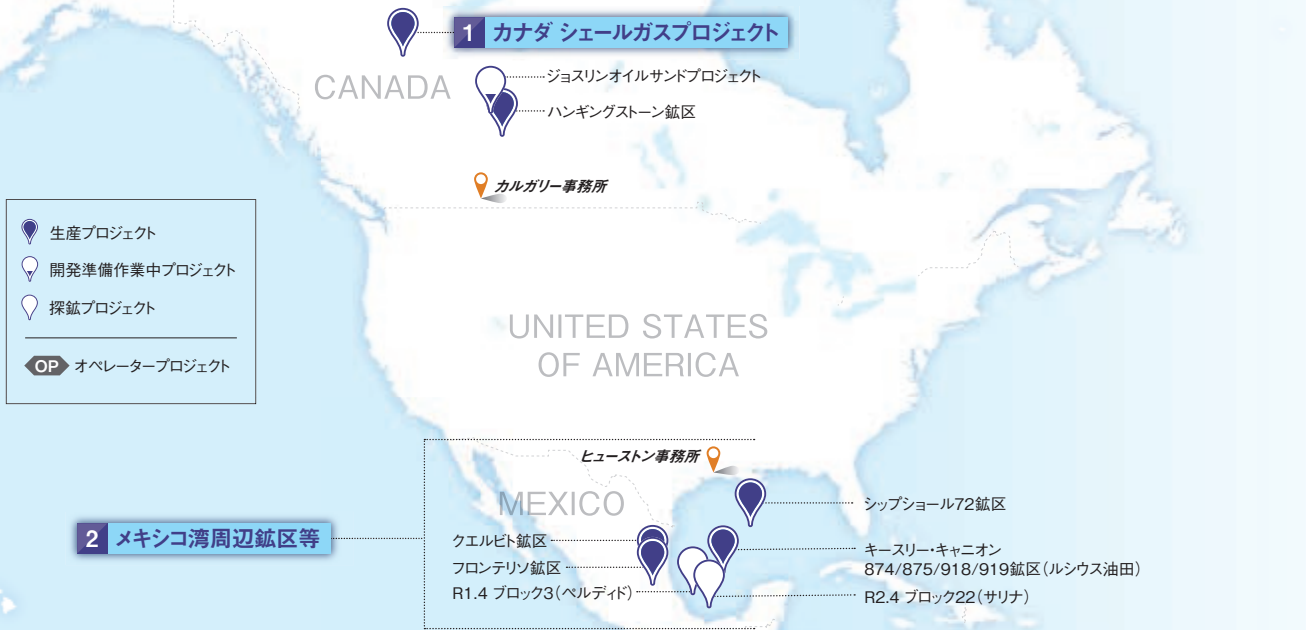 1 カナダ シェールガスプロジェクト
CANADA
ジョスリンオイルサンドプロジェクト
ハンギングストーン鉱区
カルガリー事務所
生産プロジェクト
開発準備作業中プロジェクト
探鉱プロジェクト
OP オペレータープロジェクト
UNITED STATES
OF AMERICA
ヒューストン事務所
MEXICO
シップショール72鉱区
2 メキシコ湾周辺鉱区等
クエルビト鉱区
フロンテリソ鉱区
R1.4 ブロック3(ペルディド)
キースリー・キャニオン
874/875/918/919鉱区(ルシウス油田)
R2.4 ブロック22(サリナ)